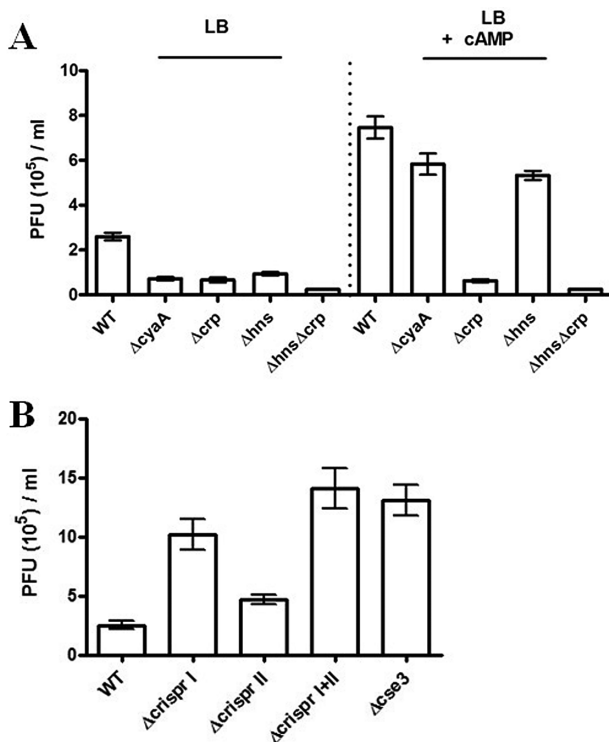 A
LB
LB
+ cAMP
PFU (10⁵) / ml
10
8
6
4
2
0
WT
ΔcyaA
Δcrp
Δhns
ΔhnsΔcrp
WT
ΔcyaA
Δcrp
Δhns
ΔhnsΔcrp
B
PFU (10⁵) / ml
20
15
10
5
0
WT
Δcrispr I
Δcrispr II
Δcrispr I+II
Δcse3